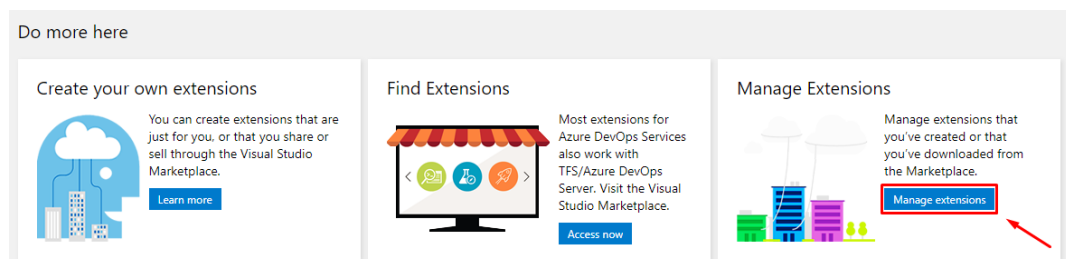 Do more here
Create your own extensions
You can create extensions that are
just for you, or that you share or
sell through the Visual Studio
Marketplace.
Learn more
Find Extensions
Most extensions for
Azure DevOps Services
also work with
TFS/Azure DevOps
Server. Visit the Visual
Studio Marketplace.
Access now
Manage Extensions
Manage extensions that
you've created or that
you've downloaded from
the Marketplace.
Manage extensions